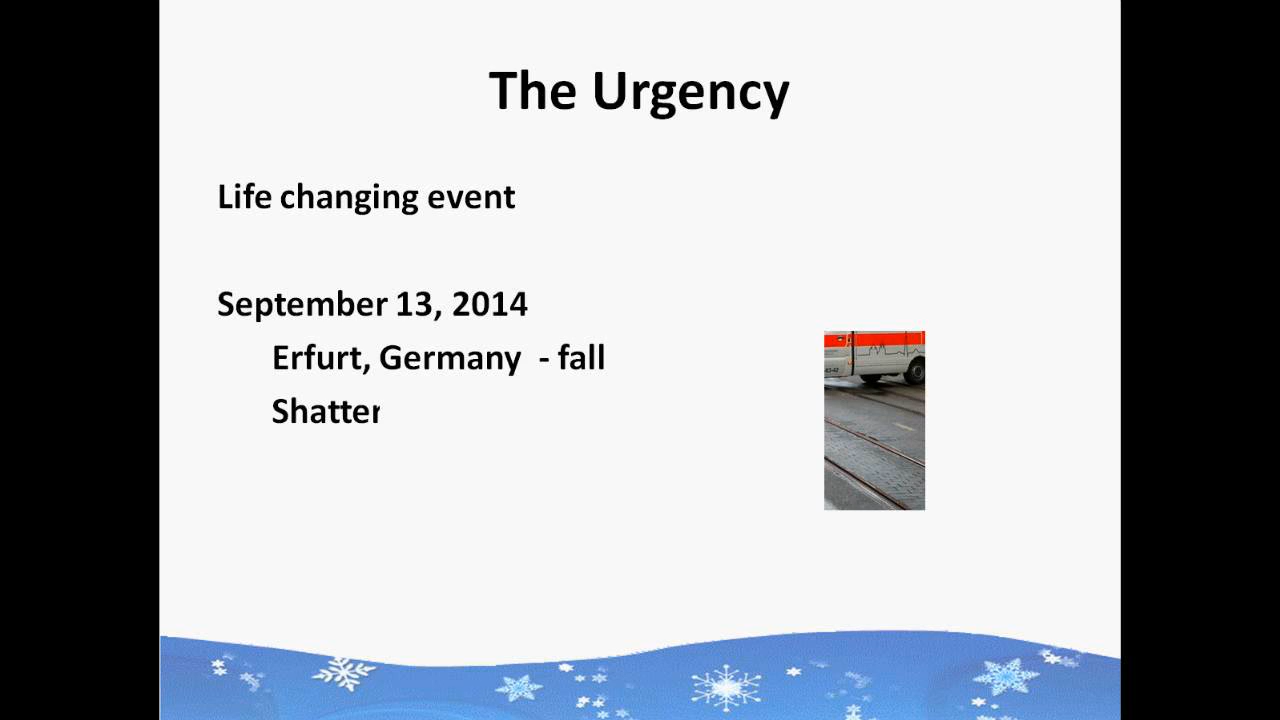 The Urgency
Life changing event
September 13, 2014
Erfurt, Germany - fall
Shatter